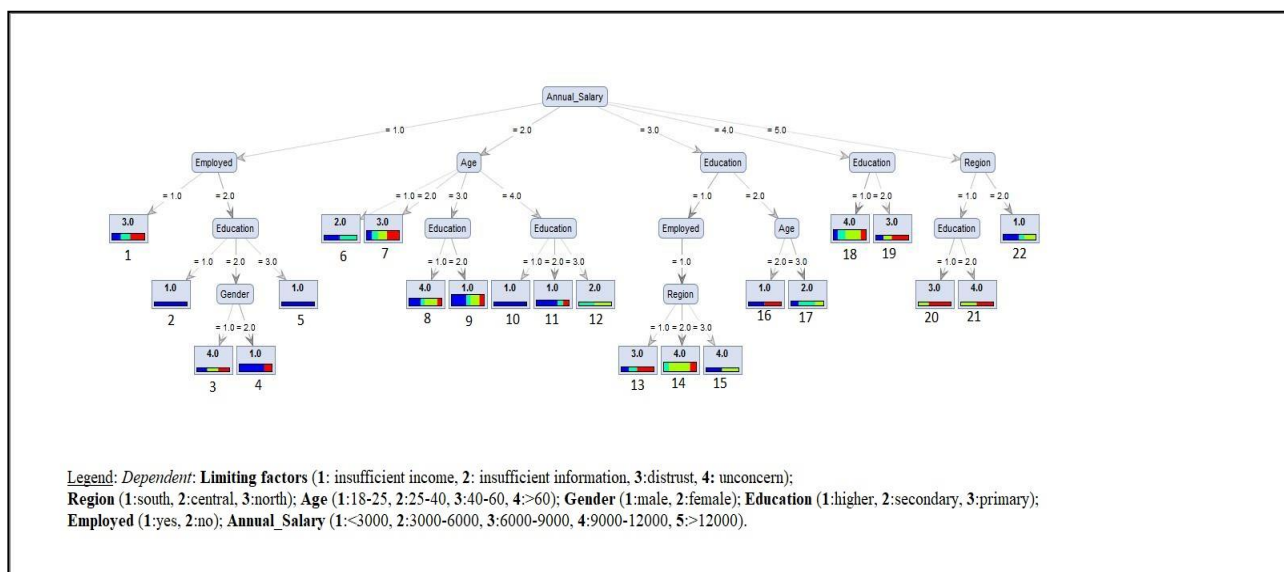 Annual_Salary
= 1.0 = 2.0 = 3.0 = 4.0 = 5.0
Employed Age Education Education Region
= 1.0 = 2.0 = 1.0 = 2.0 = 3.0 = 4.0 = 1.0 = 2.0 = 1.0 = 2.0 = 1.0 = 2.0
3.0 Education 2.0 3.0 Education Education Employed Age 4.0 3.0 Education 1.0
1 6 7 18 19 22
= 1.0 = 2.0 = 3.0 = 1.0 = 2.0 = 1.0 = 2.0 = 3.0 = 1.0 = 2.0 = 3.0 = 1.0 = 2.0
1.0 Gender 1.0 4.0 1.0 1.0 1.0 2.0 Region 1.0 2.0 3.0 4.0
2 5 8 9 10 11 12 16 17 20 21
= 1.0 = 2.0 = 1.0 = 2.0 = 3.0
4.0 1.0 3.0 4.0 4.0
3 4 13 14 15
Legend: Dependent: Limiting factors (1: insufficient income, 2: insufficient information, 3:distrust, 4: unconcern);
Region (1:south, 2:central, 3:north); Age (1:18-25, 2:25-40, 3:40-60, 4:>60); Gender (1:male, 2:female); Education (1:higher, 2:secondary, 3:primary);
Employed (1:yes, 2:no); Annual_Salary (1:<3000, 2:3000-6000, 3:6000-9000, 4:9000-12000, 5:>12000).